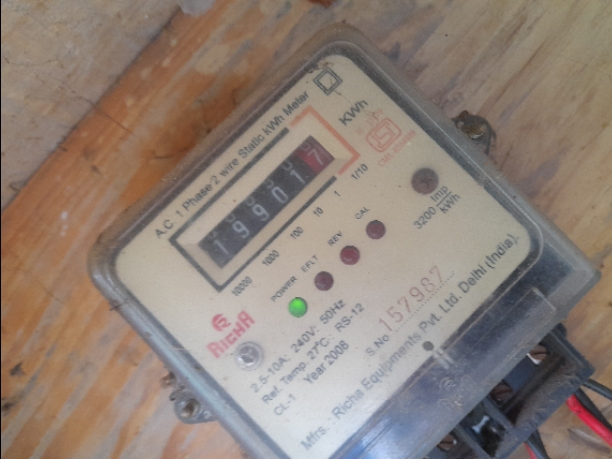 A.C. 1 Phase 2 wire Static kWh Meter
KWh
199017
10000 1000 100 10 1 1/10
POWER EFLT REV CAL
Imp
3200 KWh
RICHA
2.5-10A; 240V; 50Hz
Ref. Temp. 27°C; RS-12
CL-1 Year 2008
S.No. 157987
Mfrs. : Richa Equipments Pvt. Ltd. Delhi (India).